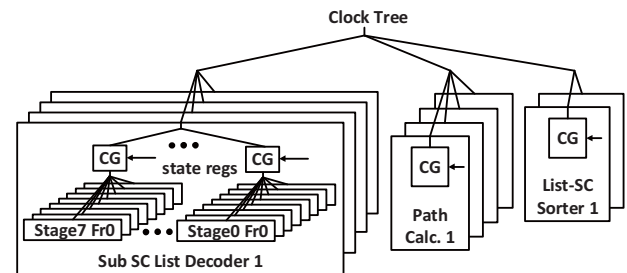 Clock Tree
CG
state regs
CG
CG
CG
Stage7 Fr0
Stage0 Fr0
Path
Calc. 1
List-SC
Sorter 1
Sub SC List Decoder 1